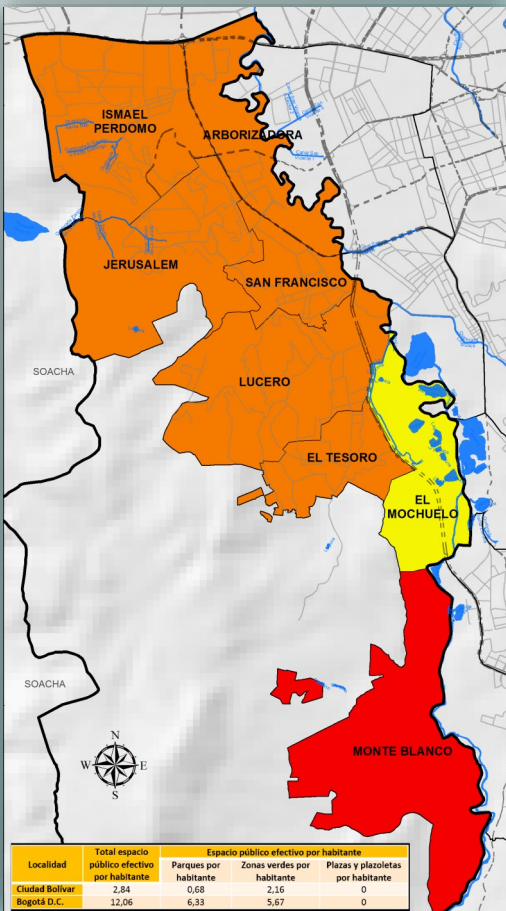 ISMAEL
PERDOMO
ARBORIZADORA
JERUSALEM
SAN FRANCISCO
SOACHA
LUCERO
EL TESORO
EL
MOCHUELO
SOACHA
N
W E
S
MONTE BLANCO
Localidad
Total espacio
público efectivo
por habitante
Espacio público efectivo por habitante
Parques por
habitante
Zonas verdes por
habitante
Plazas y plazoletas
por habitante
Ciudad Bolívar 2,84 0,68 2,16 0
Bogotá D.C. 12,06 6,33 5,67 0